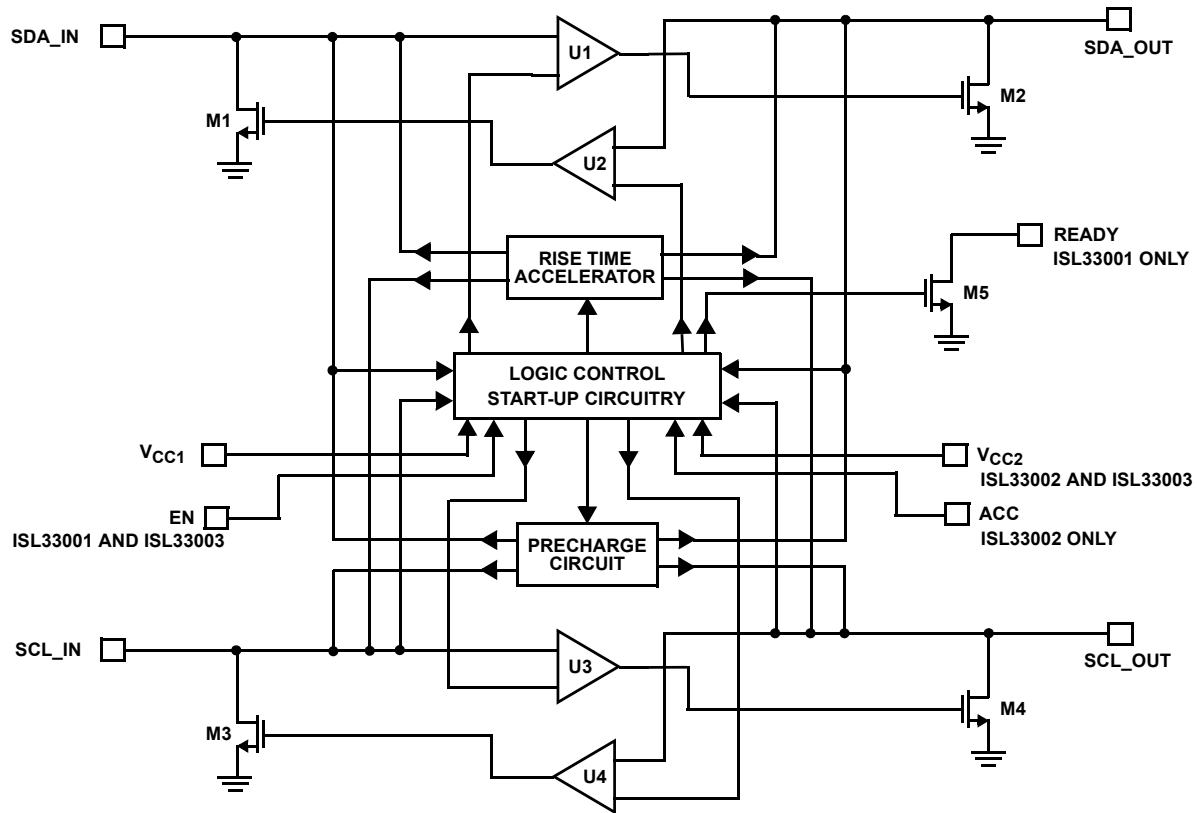 SDA_IN
U1
SDA_OUT
M1
M2
U2
RISE TIME
ACCELERATOR
READY
ISL33001 ONLY
M5
LOGIC CONTROL
START-UP CIRCUITRY
VCC1
VCC2
ISL33002 AND ISL33003
EN
ISL33001 AND ISL33003
ACC
ISL33002 ONLY
PRECHARGE
CIRCUIT
SCL_IN
U3
SCL_OUT
M3
M4
U4